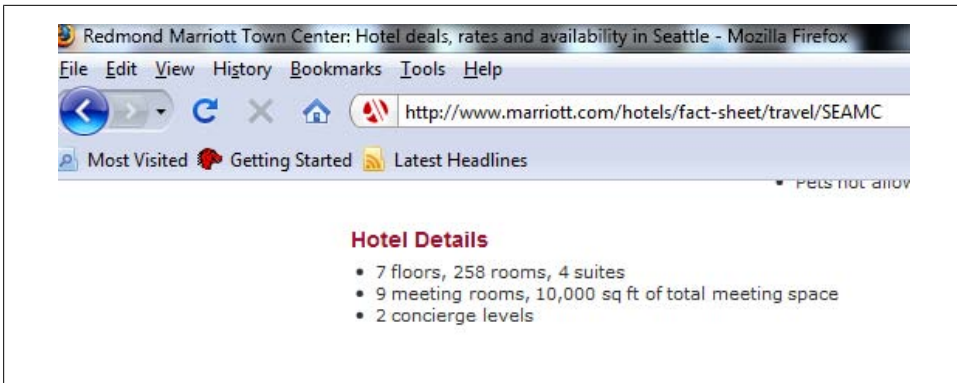 Redmond Marriott Town Center: Hotel deals, rates and availability in Seattle - Mozilla Firefox
File Edit View History Bookmarks Tools Help
http://www.marriott.com/hotels/fact-sheet/travel/SEAMC
Most Visited Getting Started Latest Headlines
• Pets not allow
Hotel Details
• 7 floors, 258 rooms, 4 suites
• 9 meeting rooms, 10,000 sq ft of total meeting space
• 2 concierge levels